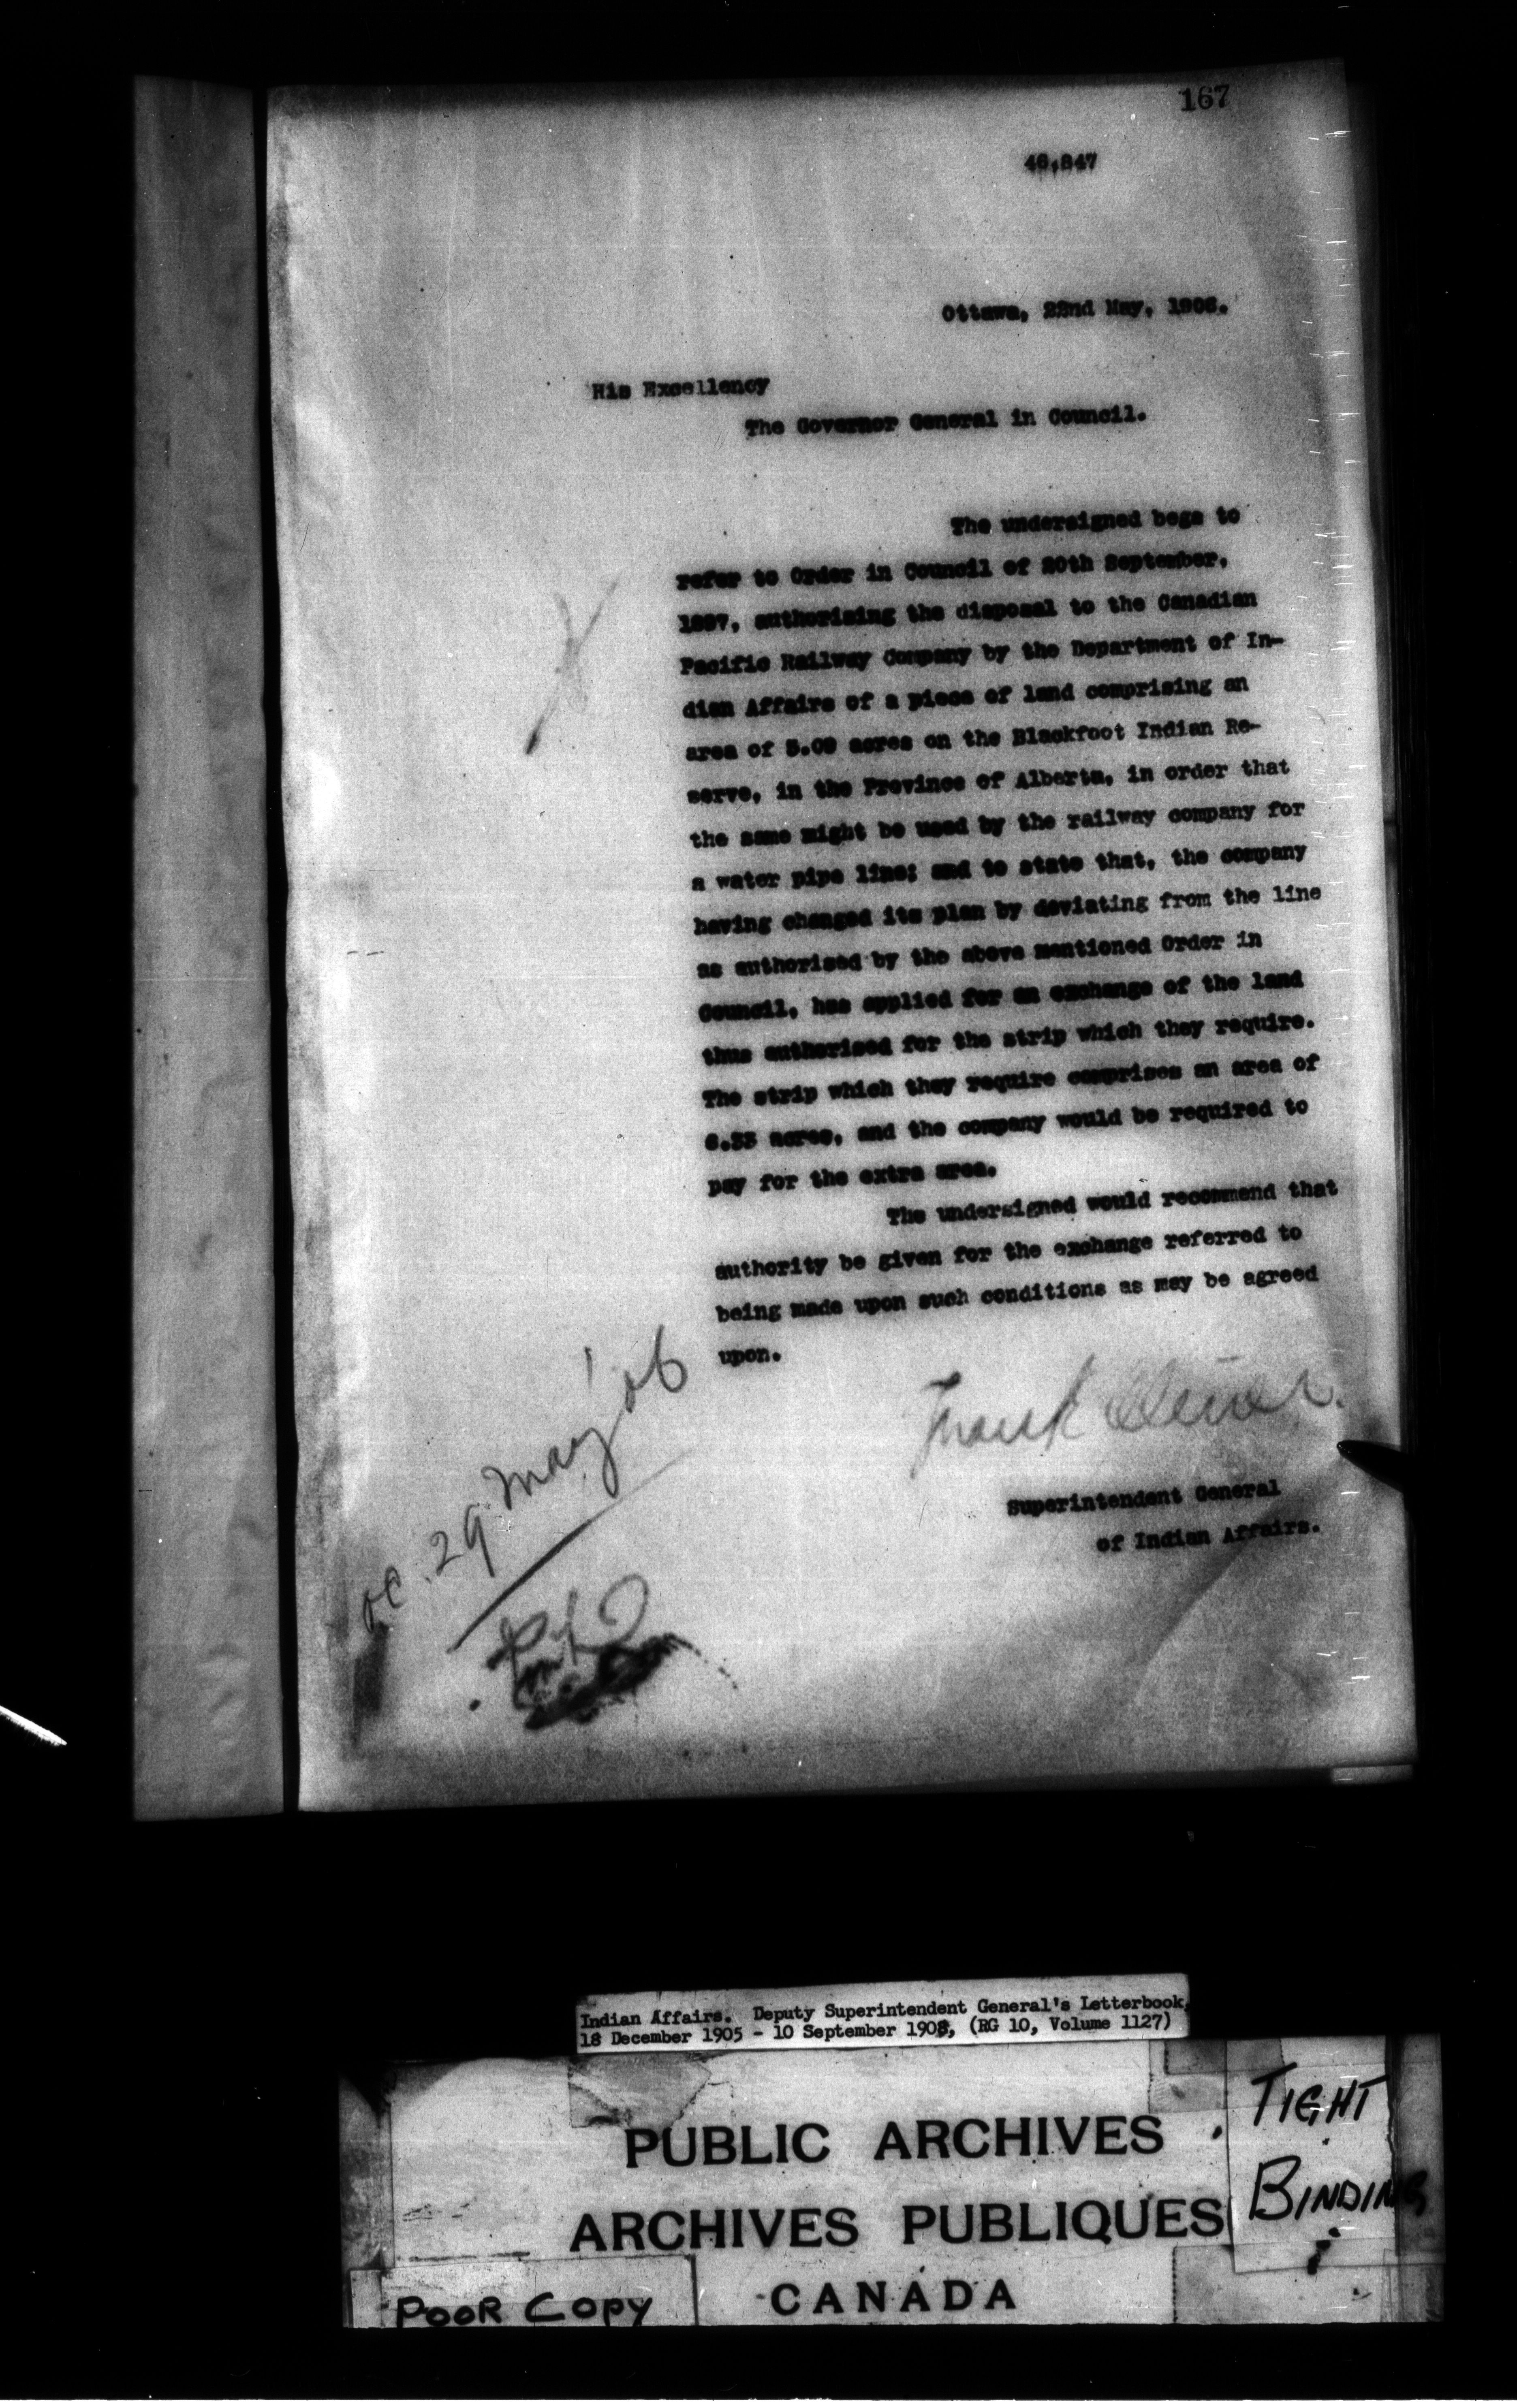 167
46,847
Ottawa, 22nd May, 1906.
His Excellency
The Governor General in Council.
The undersigned begs to
refer to Order in Council of 20th September,
1897, authorising the disposal to the Canadian
Pacific Railway Company by the Department of In-
dian Affairs of a piece of land comprising an
area of 5.09 acres on the Blackfoot Indian Re-
serve, in the Province of Alberta, in order that
the same might be used by the railway company for
a water pipe line; and to state that, the company
having changed its plan by deviating from the line
as authorised by the above mentioned Order in
Council, has applied for an exchange of the land
thus authorised for the strip which they require.
The strip which they require comprises an area of
6.33 acres, and the company would be required to
pay for the extra area.
The undersigned would recommend that
authority be given for the exchange referred to
being made upon such conditions as may be agreed
upon.
Frank Oliver.
Superintendent General
of Indian Affairs.
OC. 29 May '06
Indian Affairs. Deputy Superintendent General's Letterbook,
18 December 1905 - 10 September 1908, (RG 10, Volume 1127)
PUBLIC ARCHIVES
ARCHIVES PUBLIQUES
CANADA
TIGHT
BINDING
POOR COPY